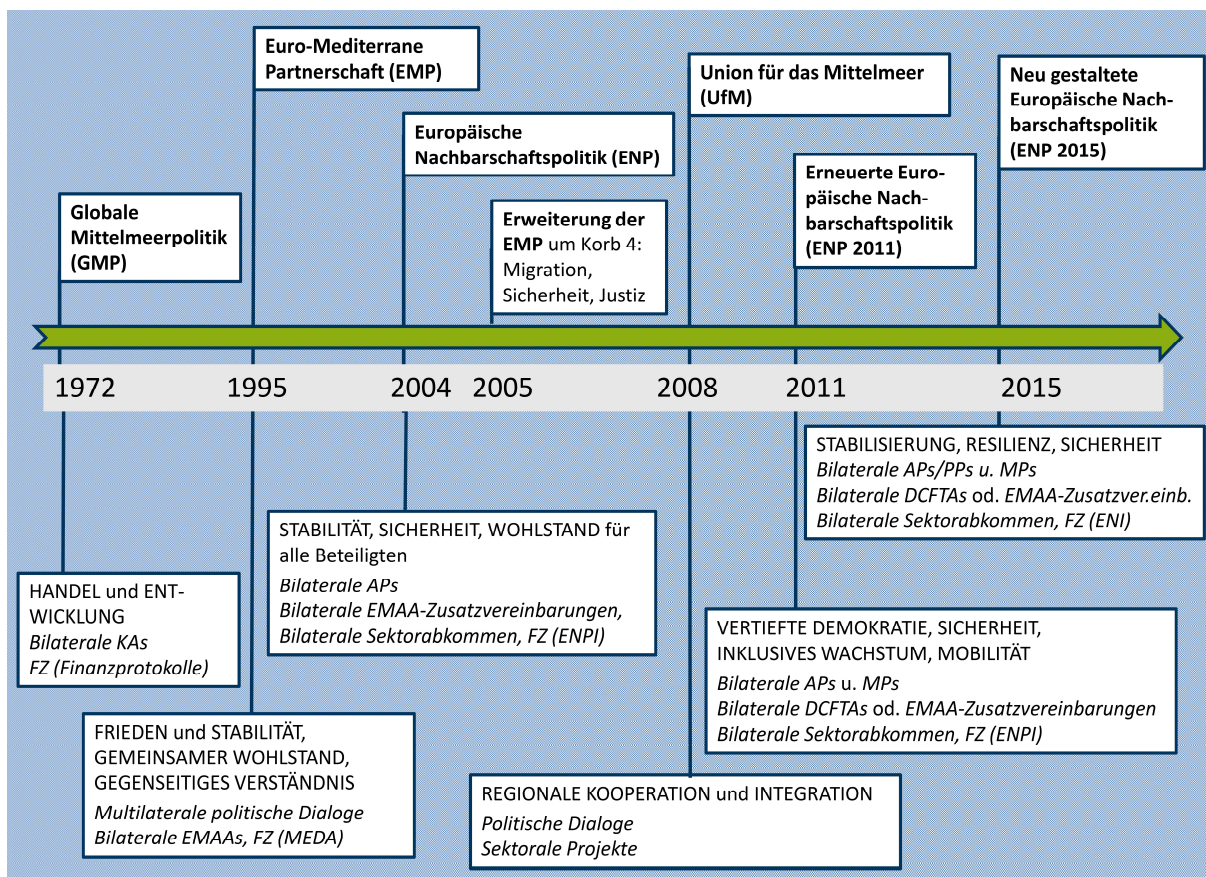 Euro-Mediterrane
Partnerschaft (EMP)
Union für das Mittelmeer
(UfM)
Neu gestaltete
Europäische Nach-
barschaftspolitik
(ENP 2015)
Europäische
Nachbarschaftspolitik (ENP)
Erneuerte Euro-
päische Nach-
barschaftspolitik
(ENP 2011)
Globale
Mittelmeerpolitik
(GMP)
Erweiterung der
EMP um Korb 4:
Migration,
Sicherheit, Justiz
1972 1995 2004 2005 2008 2011 2015
STABILISIERUNG, RESILIENZ, SICHERHEIT
Bilaterale APs/PPs u. MPs
Bilaterale DCFTAs od. EMAA-Zusatzver.einb.
Bilaterale Sektorabkommen, FZ (ENI)
STABILITÄT, SICHERHEIT, WOHLSTAND für
alle Beteiligten
Bilaterale APs
Bilaterale EMAA-Zusatzvereinbarungen,
Bilaterale Sektorabkommen, FZ (ENPI)
HANDEL und ENT-
WICKLUNG
Bilaterale KAs
FZ (Finanzprotokolle)
VERTIEFTE DEMOKRATIE, SICHERHEIT,
INKLUSIVES WACHSTUM, MOBILITÄT
Bilaterale APs u. MPs
Bilaterale DCFTAs od. EMAA-Zusatzvereinbarungen
Bilaterale Sektorabkommen, FZ (ENPI)
FRIEDEN und STABILITÄT,
GEMEINSAMER WOHLSTAND,
GEGENSEITIGES VERSTÄNDNIS
Multilaterale politische Dialoge
Bilaterale EMAAs, FZ (MEDA)
REGIONALE KOOPERATION und INTEGRATION
Politische Dialoge
Sektorale Projekte